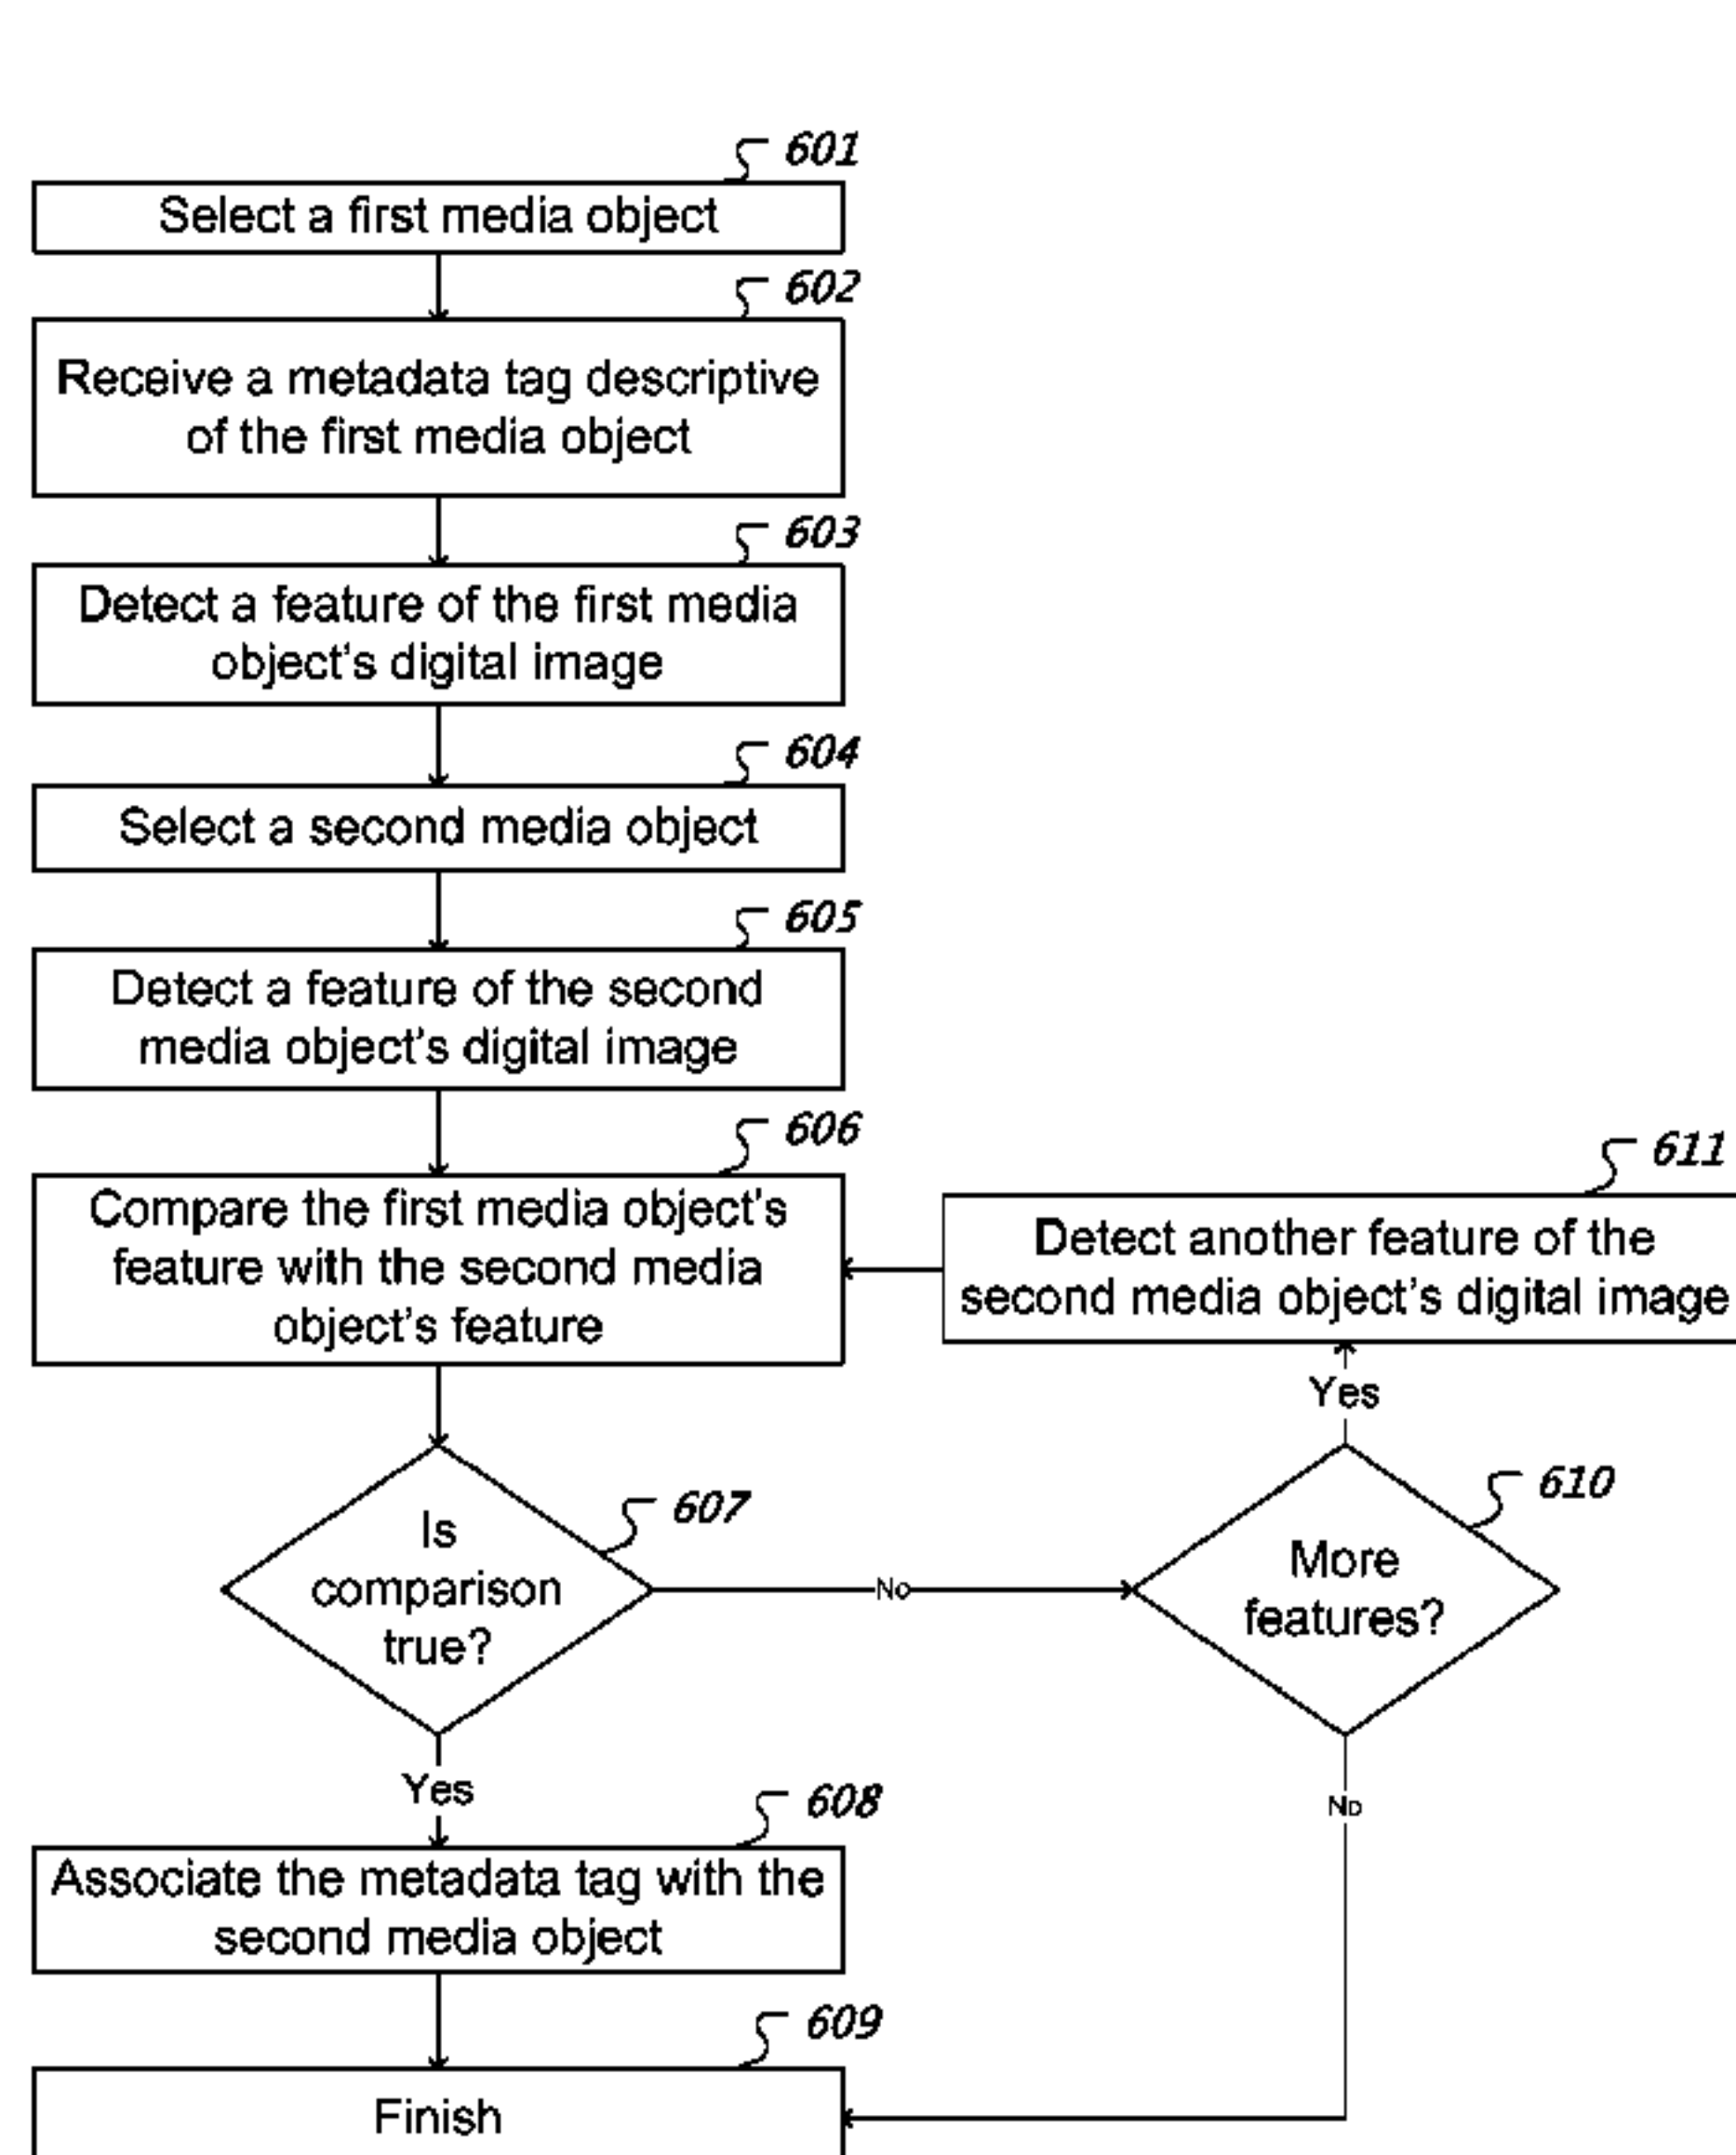 601
Select a first media object
602
Receive a metadata tag descriptive
of the first media object
603
Detect a feature of the first media
object's digital image
604
Select a second media object
605
Detect a feature of the second
media object's digital image
606
Compare the first media object's
feature with the second media
object's feature
611
Detect another feature of the
second media object's digital image
Yes
607
Is
comparison
true?
No
610
More
features?
Yes
No
608
Associate the metadata tag with the
second media object
609
Finish